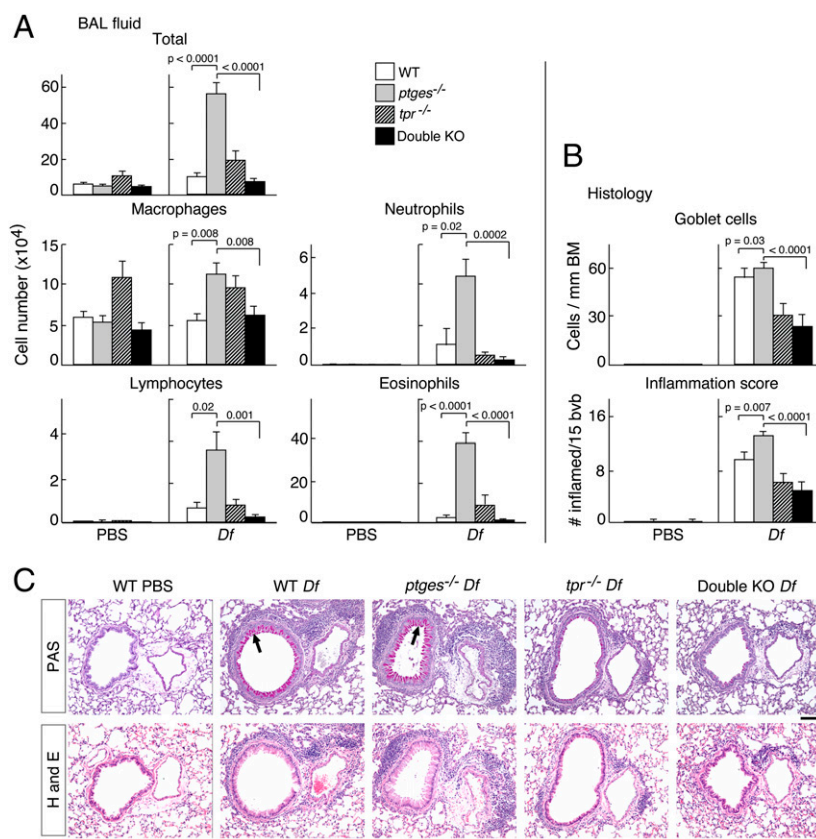 A
BAL fluid
Total
p < 0.0001
< 0.0001
60
40
20
0
WT
ptges-/-
tpr -/-
Double KO
Macrophages
p = 0.008
0.008
15
10
5
0
Cell number (x10⁴)
Neutrophils
p = 0.02
0.0002
6
4
2
0
Lymphocytes
0.02
0.001
4
2
0
PBS
Df
Eosinophils
p < 0.0001
< 0.0001
40
20
0
PBS
Df
B
Histology
Goblet cells
p = 0.03
< 0.0001
60
30
0
Cells / mm BM
Inflammation score
p = 0.007
< 0.0001
16
8
0
# inflamed/15 bvb
PBS
Df
C
WT PBS
WT Df
ptges-/- Df
tpr-/- Df
Double KO Df
PAS
H and E